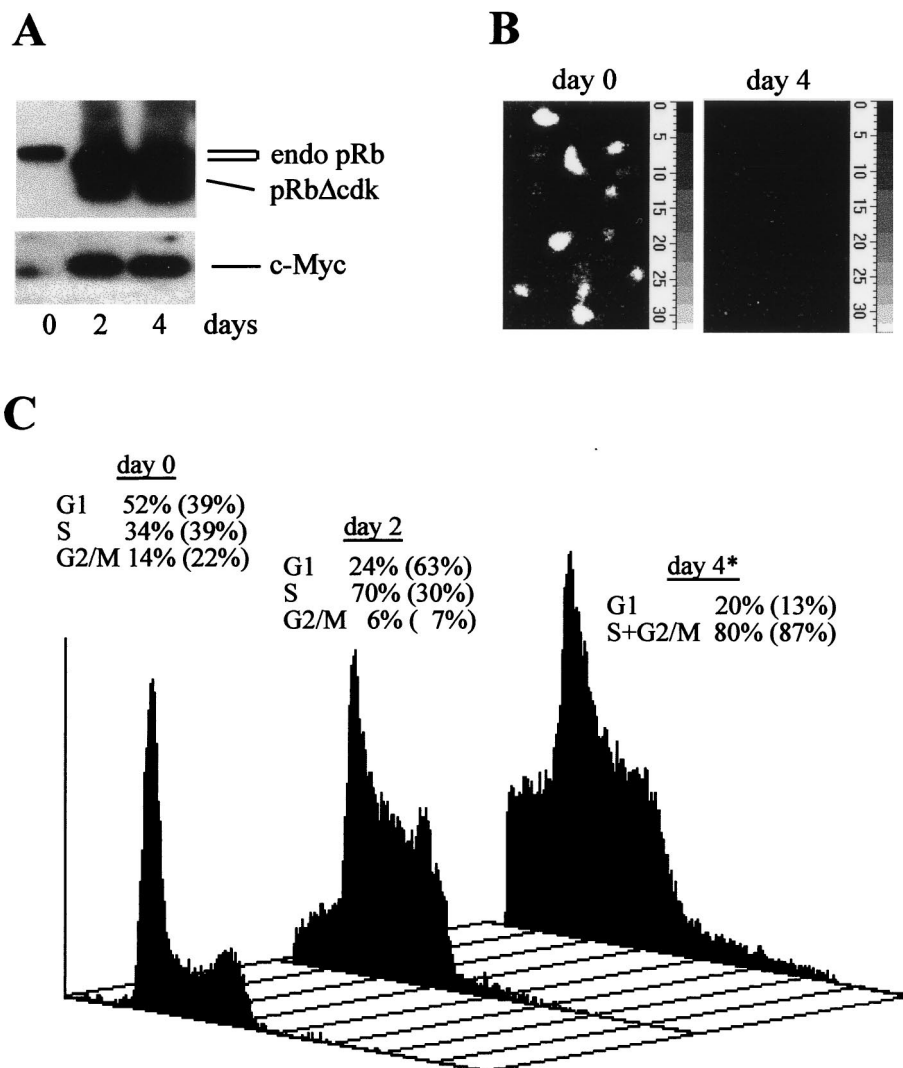 A
endo pRb
pRbΔcdk
c-Myc
0 2 4 days
B
day 0 day 4
0 5 10 15 20 25 30
0 5 10 15 20 25 30
C
day 0
G1 52% (39%)
S 34% (39%)
G2/M 14% (22%)
day 2
G1 24% (63%)
S 70% (30%)
G2/M 6% ( 7%)
day 4*
G1 20% (13%)
S+G2/M 80% (87%)